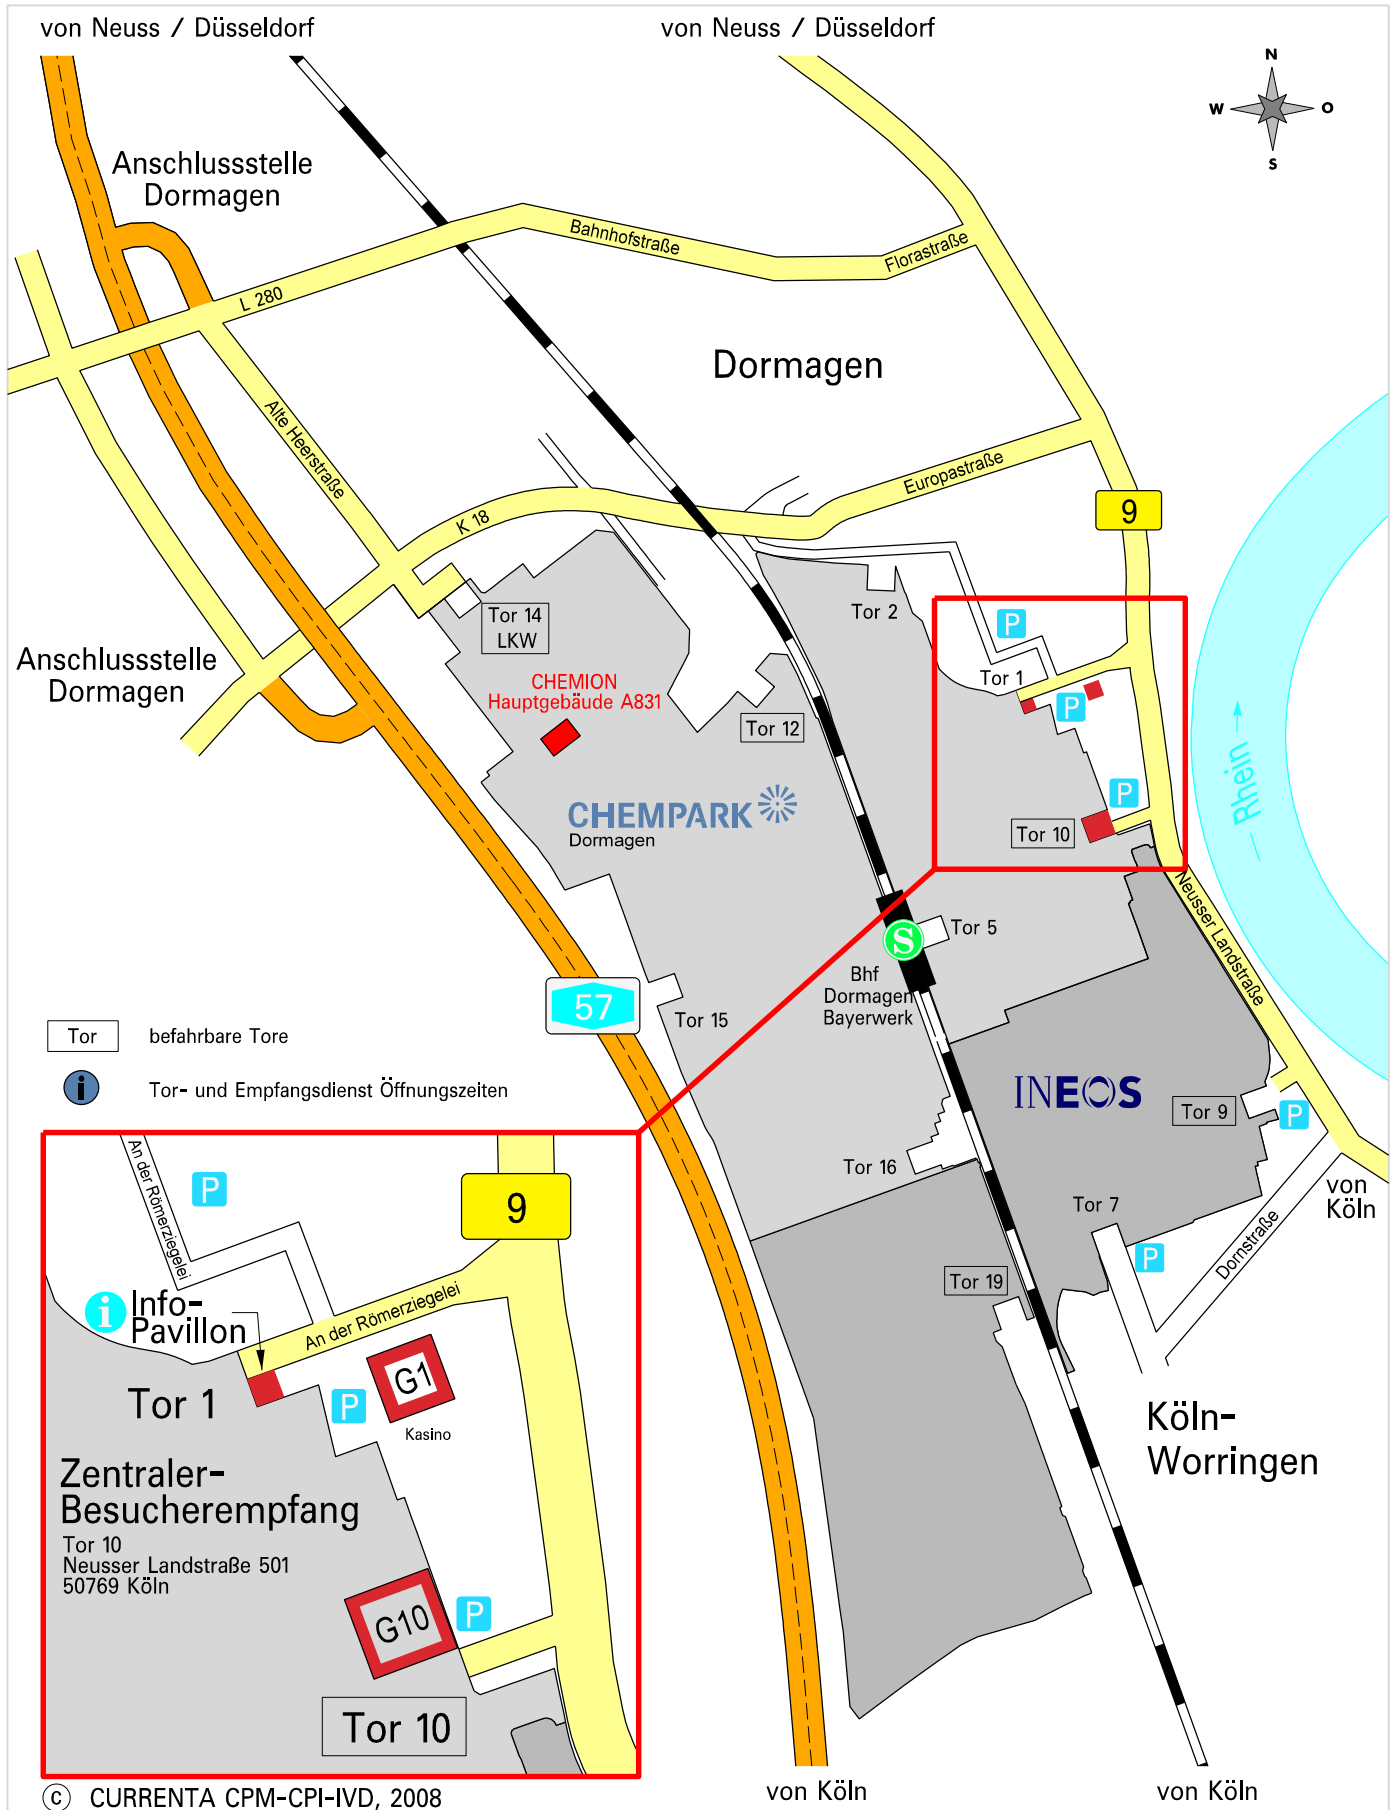 von Neuss / Düsseldorf
von Neuss / Düsseldorf
N
W
O
S
Anschlussstelle
Dormagen
Bahnhofstraße
Florastraße
L 280
Dormagen
Alte Heerstraße
Europastraße
K 18
9
Tor 2
P
Tor 14
LKW
Anschlussstelle
Dormagen
Tor 1
CHEMION
Hauptgebäude A831
P
Tor 12
Rhein
P
CHEMPARK
Dormagen
Tor 10
Neusser Landstraße
Tor 5
S
Bhf
Dormagen
Bayerwerk
57
Tor 15
Tor
befahrbare Tore
i
Tor- und Empfangsdienst Öffnungszeiten
INEOS
Tor 9
P
Tor 16
von
Köln
Tor 7
P
Dornstraße
Tor 19
Köln-
Worringen
An der Römerziegelei
P
9
i
Info-
Pavillon
An der Römerziegelei
Tor 1
P
G1
Kasino
Zentraler-
Besucherempfang
Tor 10
Neusser Landstraße 501
50769 Köln
G10
P
Tor 10
von Köln
von Köln
© CURRENTA CPM-CPI-IVD, 2008